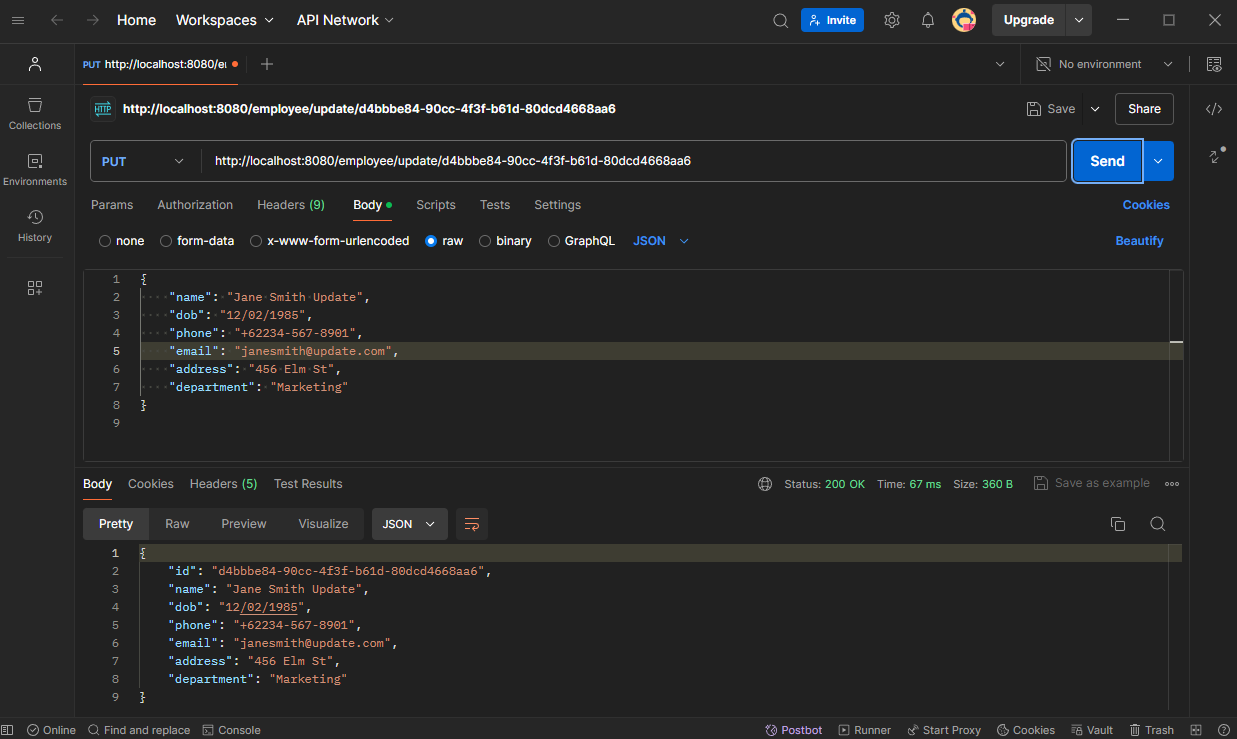 Home Workspaces API Network Invite Upgrade
PUT http://localhost:8080/e No environment
HTTP http://localhost:8080/employee/update/d4bbbe84-90cc-4f3f-b61d-80dcd4668aa6 Save Share
Collections
Environments
History
PUT http://localhost:8080/employee/update/d4bbbe84-90cc-4f3f-b61d-80dcd4668aa6 Send
Params Authorization Headers (9) Body Scripts Tests Settings Cookies
none form-data x-www-form-urlencoded raw binary GraphQL JSON Beautify
1 {
2 "name": "Jane Smith Update",
3 "dob": "12/02/1985",
4 "phone": "+62234-567-8901",
5 "email": "janesmith@update.com",
6 "address": "456 Elm St",
7 "department": "Marketing"
8 }
9
Body Cookies Headers (5) Test Results Status: 200 OK Time: 67 ms Size: 360 B Save as example
Pretty Raw Preview Visualize JSON
1 {
2 "id": "d4bbbe84-90cc-4f3f-b61d-80dcd4668aa6",
3 "name": "Jane Smith Update",
4 "dob": "12/02/1985",
5 "phone": "+62234-567-8901",
6 "email": "janesmith@update.com",
7 "address": "456 Elm St",
8 "department": "Marketing"
9 }
Online Find and replace Console Postbot Runner Start Proxy Cookies Vault Trash